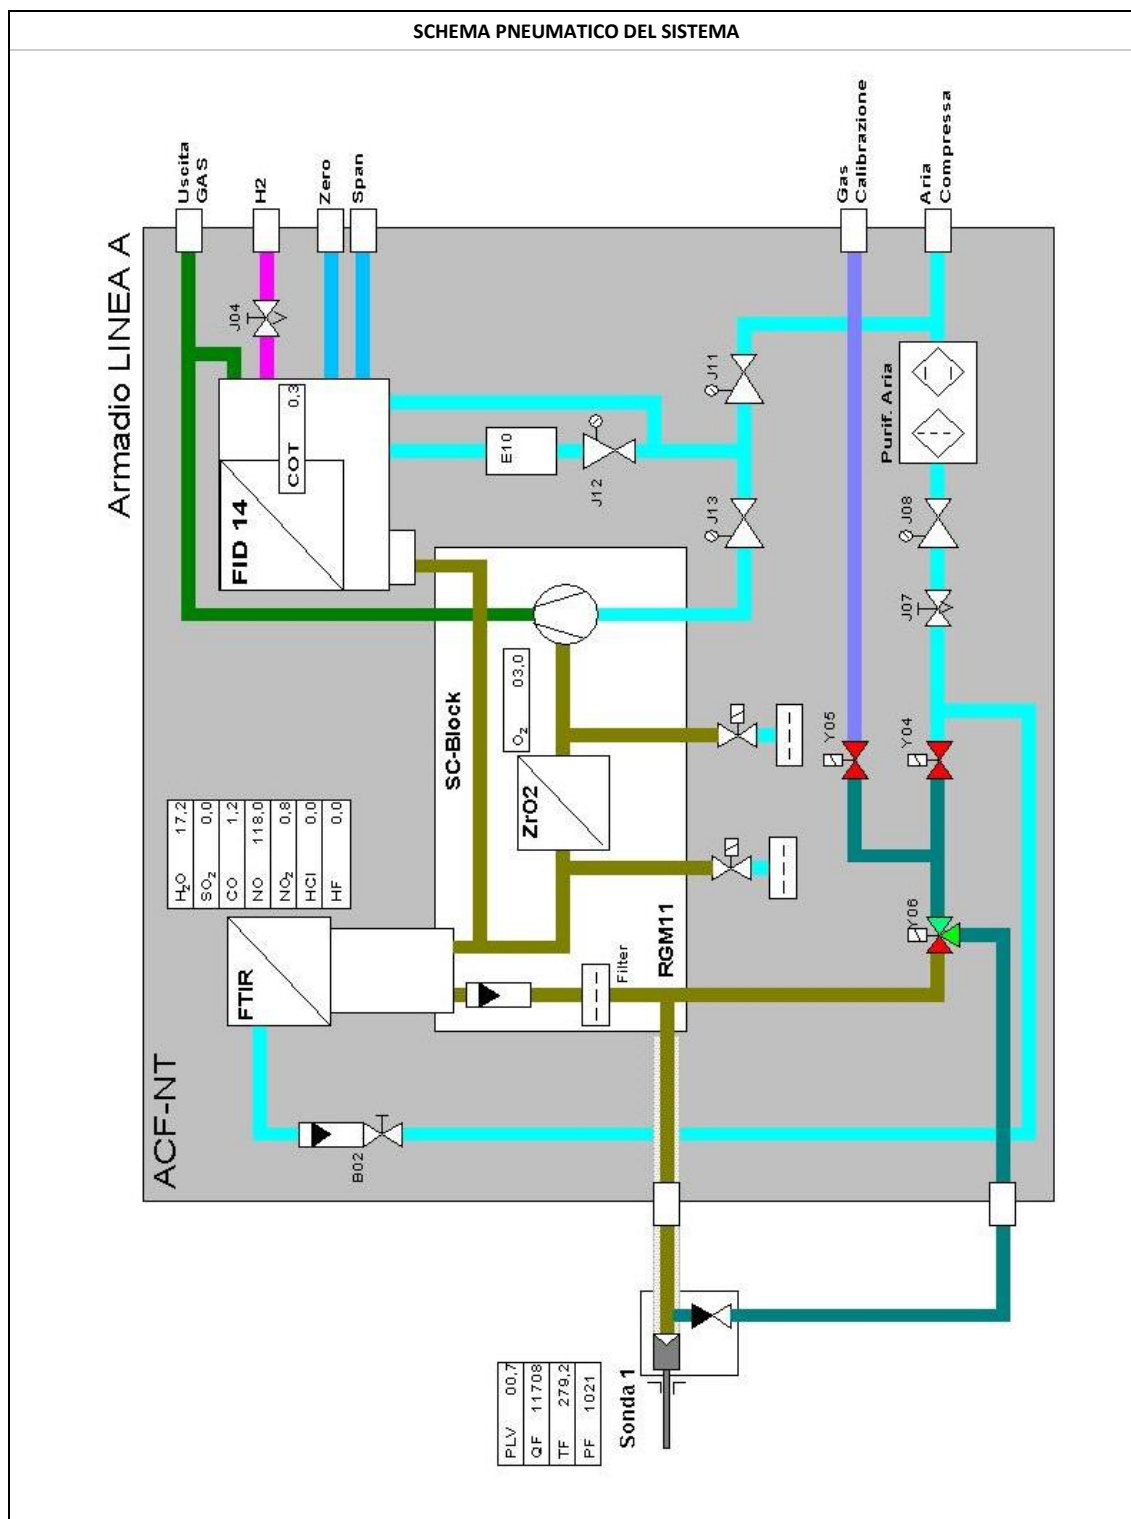 SCHEMA PNEUMATICO DEL SISTEMA
Armadio LINEA A
ACF-NT
Uscita
GAS
H2
Zero
Span
Gas
Calibrazione
Aria
Compressa
J04
COT 0,3
FID 14
E10
J12
J11
J13
Purif. Aria
J08
J07
Y05
Y04
Y06
H₂O 17,2
SO₂ 0,0
CO 1,2
NO 118,0
NO₂ 0,8
HCl 0,0
HF 0,0
FTIR
SC-Block
O₂ 03,0
ZrO2
RGM11
Filter
B02
PLV 00,7
QF 11708
TF 279,2
PF 1021
Sonda 1